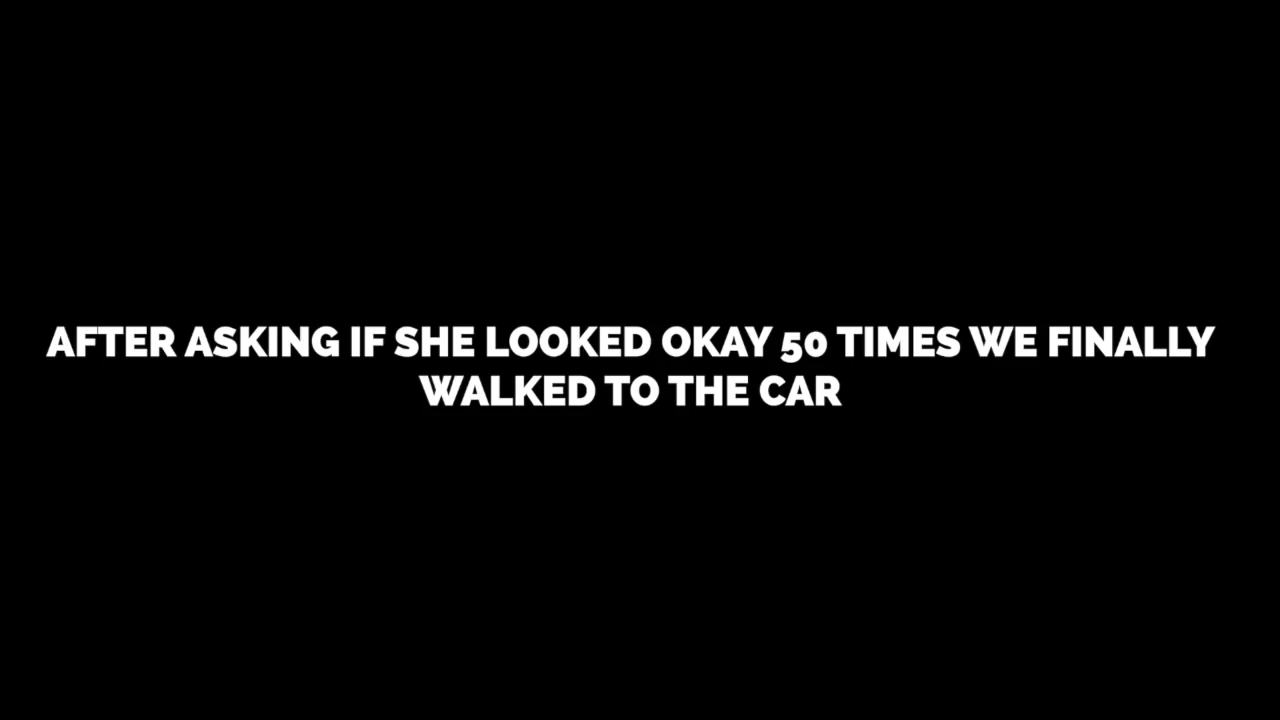 AFTER ASKING IF SHE LOOKED OKAY 50 TIMES WE FINALLY
WALKED TO THE CAR